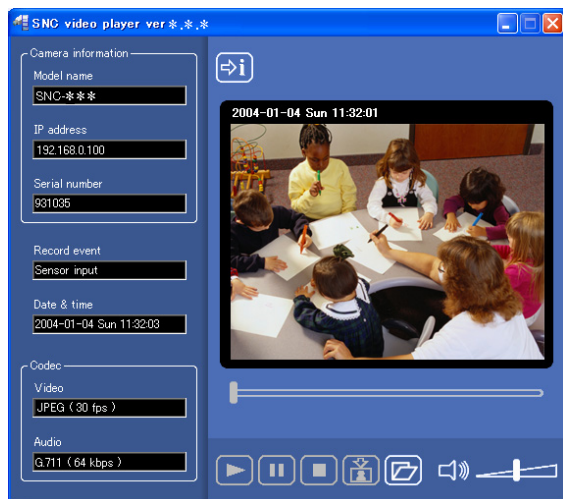 SNC video player ver *.*.*
Camera information
Model name
SNC-***
IP address
192.168.0.100
Serial number
931035
Record event
Sensor input
Date & time
2004-01-04 Sun 11:32:03
Codec
Video
JPEG ( 30 fps )
Audio
G.711 ( 64 kbps )
i
2004-01-04 Sun 11:32:01